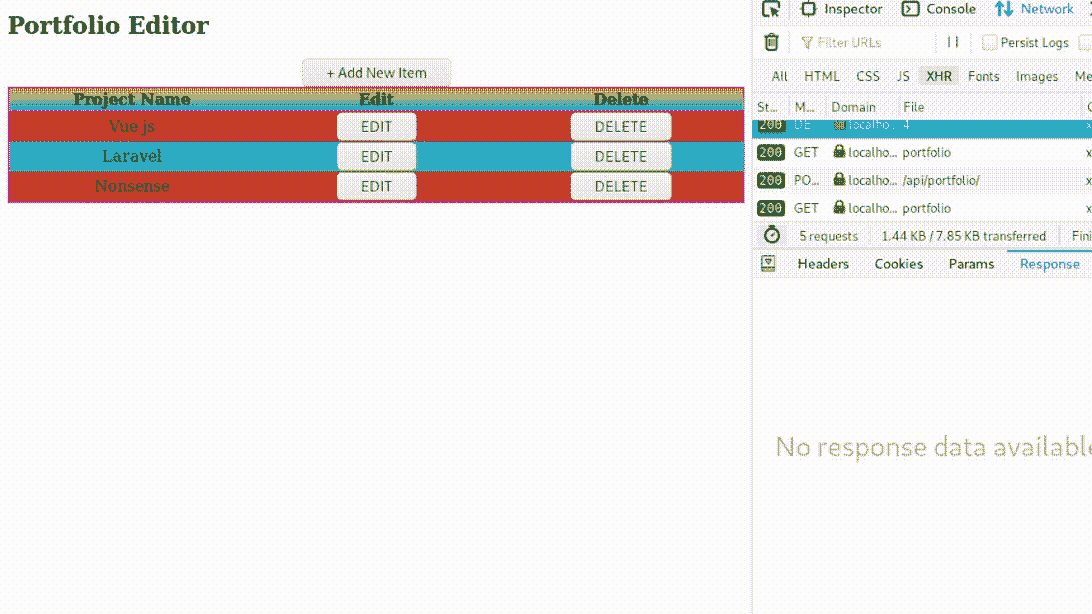 Portfolio Editor
+ Add New Item
Project Name Edit Delete
Vue js EDIT DELETE
Laravel EDIT DELETE
Nonsense EDIT DELETE
Inspector Console Network
Filter URLs Persist Logs
All HTML CSS JS XHR Fonts Images Me
St... M... Domain File
200 DE localho... 4
200 GET localho... portfolio x
200 PO... localho... /api/portfolio/ x
200 GET localho... portfolio x
5 requests 1.44 KB / 7.85 KB transferred Fini
Headers Cookies Params Response
No response data available